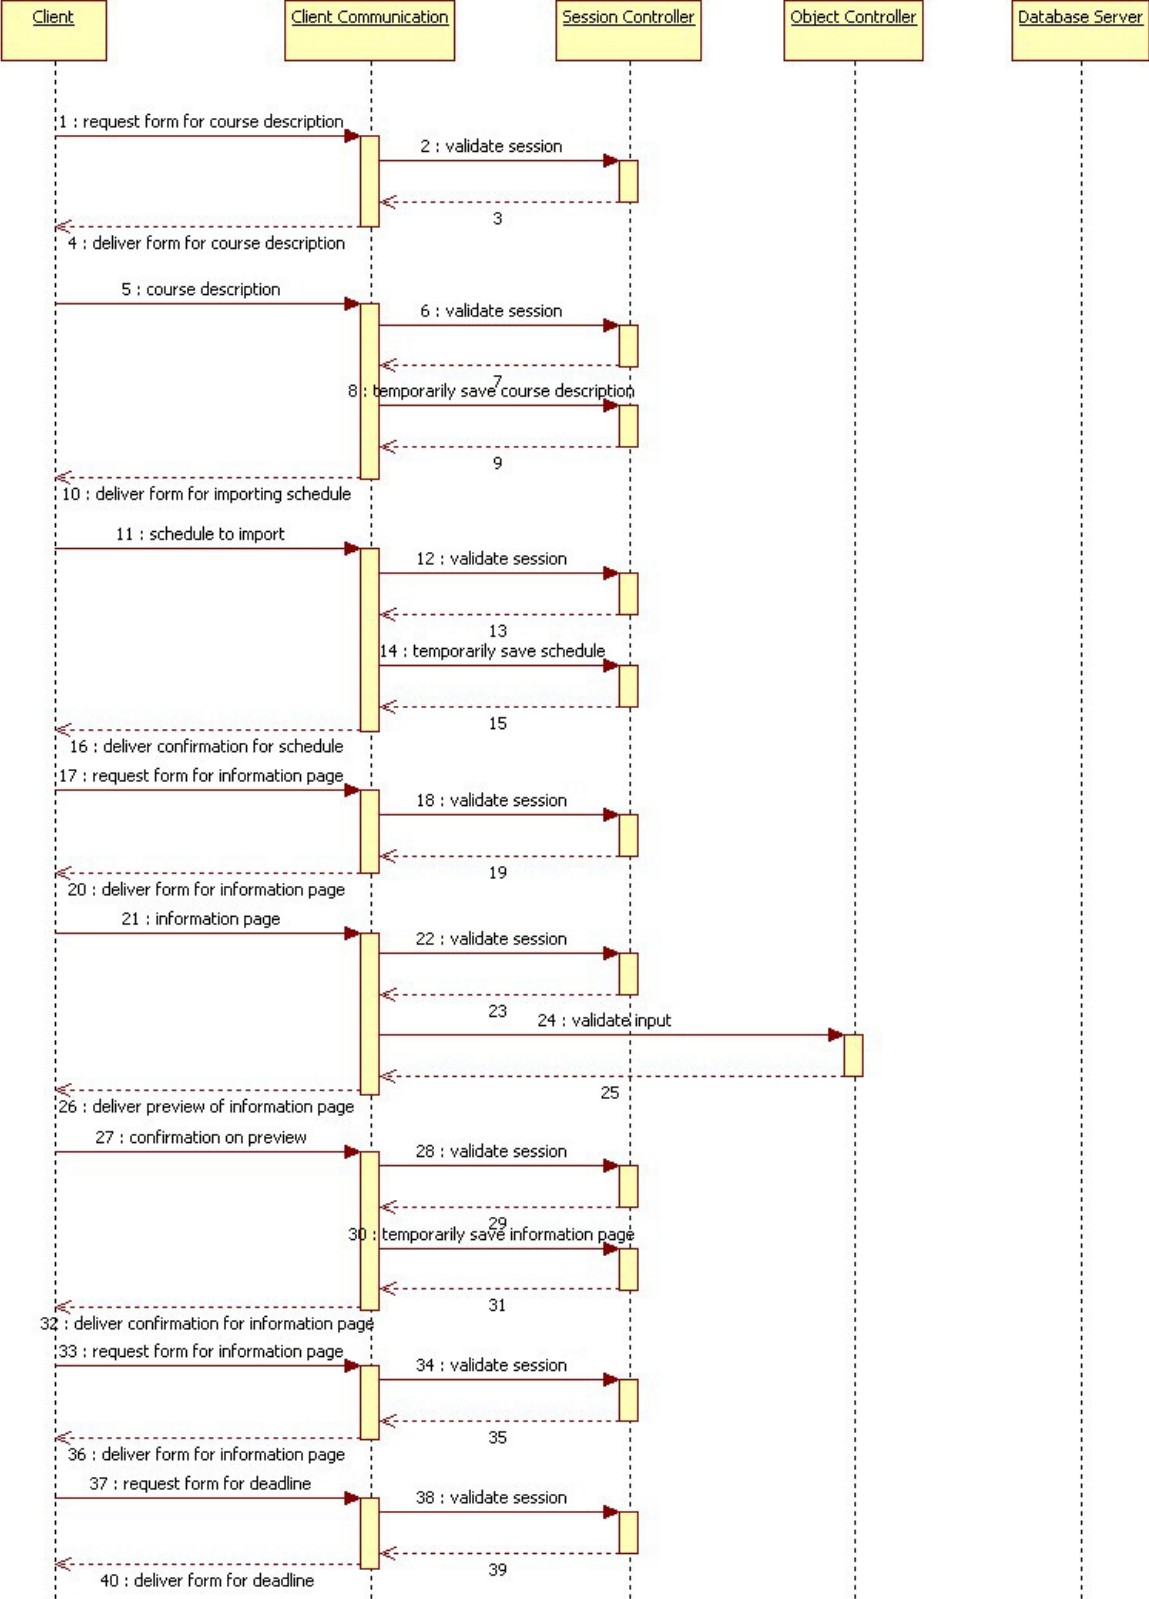 Client
Client Communication
Session Controller
Object Controller
Database Server
1 : request form for course description
2 : validate session
3
4 : deliver form for course description
5 : course description
6 : validate session
7
8 : temporarily save course description
9
10 : deliver form for importing schedule
11 : schedule to import
12 : validate session
13
14 : temporarily save schedule
15
16 : deliver confirmation for schedule
17 : request form for information page
18 : validate session
19
20 : deliver form for information page
21 : information page
22 : validate session
23
24 : validate input
25
26 : deliver preview of information page
27 : confirmation on preview
28 : validate session
29
30 : temporarily save information page
31
32 : deliver confirmation for information page
33 : request form for information page
34 : validate session
35
36 : deliver form for information page
37 : request form for deadline
38 : validate session
39
40 : deliver form for deadline